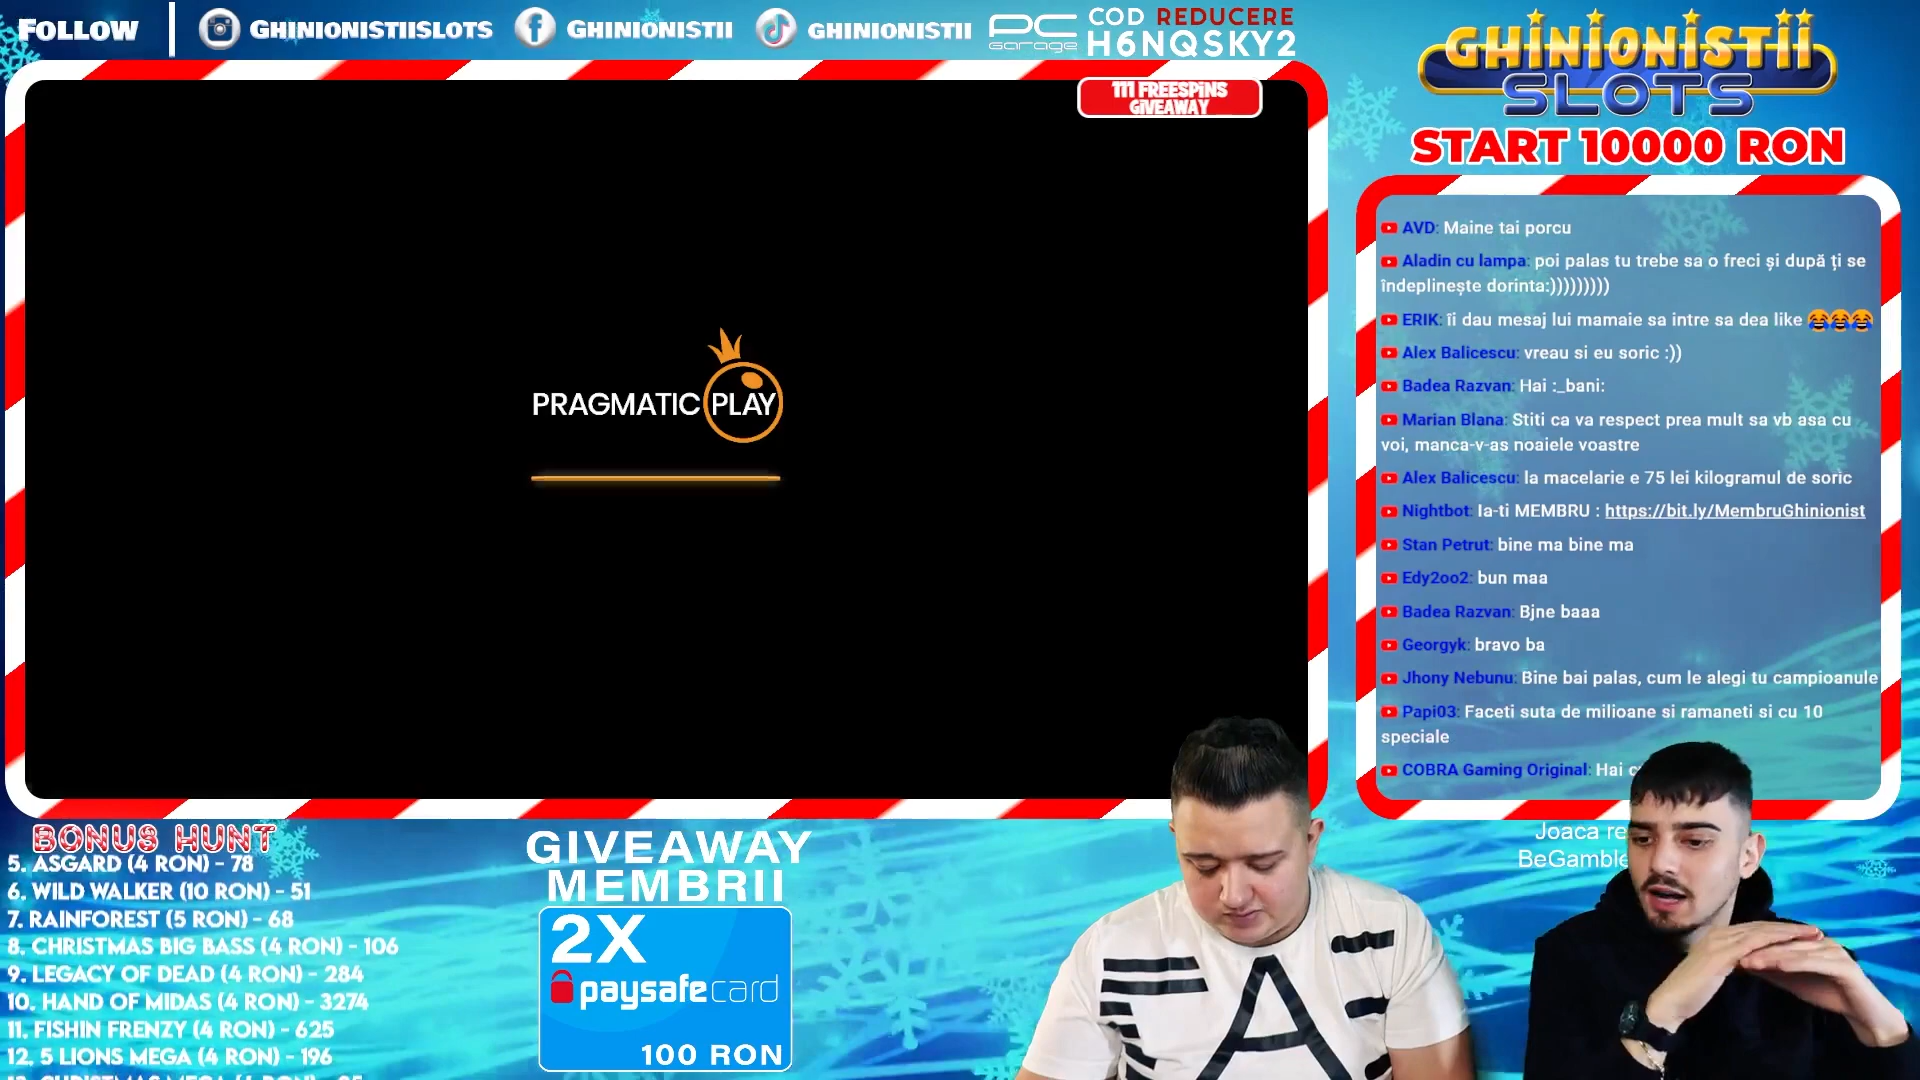 FOLLOW
GHINIONISTIISLOTS
GHINIONISTII
GHINIONISTII
PC
Garage
COD REDUCERE
H6NQSKY2
GHINIONISTII
SLOTS
START 10000 RON
111 FREESPINS
GIVEAWAY
PRAGMATIC PLAY
AVD: Maine tai porcu
Aladin cu lampa: poi palas tu trebe sa o freci și după ți se
îndeplinește dorinta:)))))))))
ERIK: îi dau mesaj lui mamaie sa intre sa dea like 😂😂😂
Alex Balicescu: vreau si eu soric :))
Badea Razvan: Hai :_bani:
Marian Blana: Stiti ca va respect prea mult sa vb asa cu
voi, manca-v-as noaiele voastre
Alex Balicescu: la macelarie e 75 lei kilogramul de soric
Nightbot: Ia-ti MEMBRU : https://bit.ly/MembruGhinionist
Stan Petrut: bine ma bine ma
Edy2oo2: bun maa
Badea Razvan: Bjne baaa
Georgyk: bravo ba
Jhony Nebunu: Bine bai palas, cum le alegi tu campioanule
Papi03: Faceti suta de milioane si ramaneti si cu 10
speciale
COBRA Gaming Original: Hai
Joaca
BeGamble
BONUS HUNT
5. ASGARD (4 RON) - 78
6. WILD WALKER (10 RON) - 51
7. RAINFOREST (5 RON) - 68
8. CHRISTMAS BIG BASS (4 RON) - 106
9. LEGACY OF DEAD (4 RON) - 284
10. HAND OF MIDAS (4 RON) - 3274
11. FISHIN FRENZY (4 RON) - 625
12. 5 LIONS MEGA (4 RON) - 196
GIVEAWAY
MEMBRII
2X
paysafecard
100 RON
A